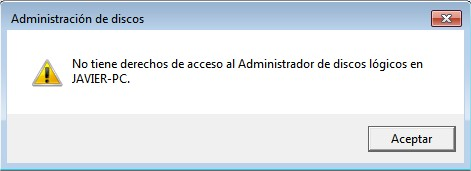 Administración de discos
No tiene derechos de acceso al Administrador de discos lógicos en
JAVIER-PC.
Aceptar